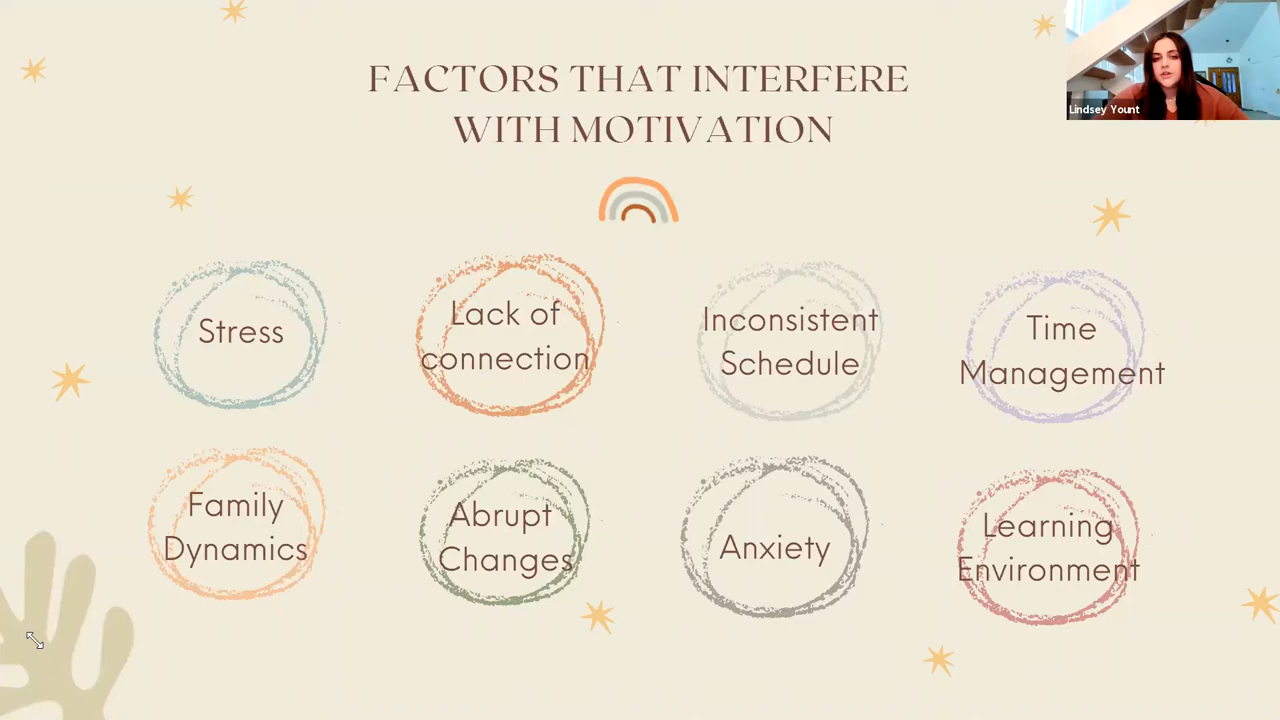 FACTORS THAT INTERFERE
WITH MOTIVATION
Lindsey Yount
Stress
Lack of
connection
Inconsistent
Schedule
Time
Management
Family
Dynamics
Abrupt
Changes
Anxiety
Learning
Environment